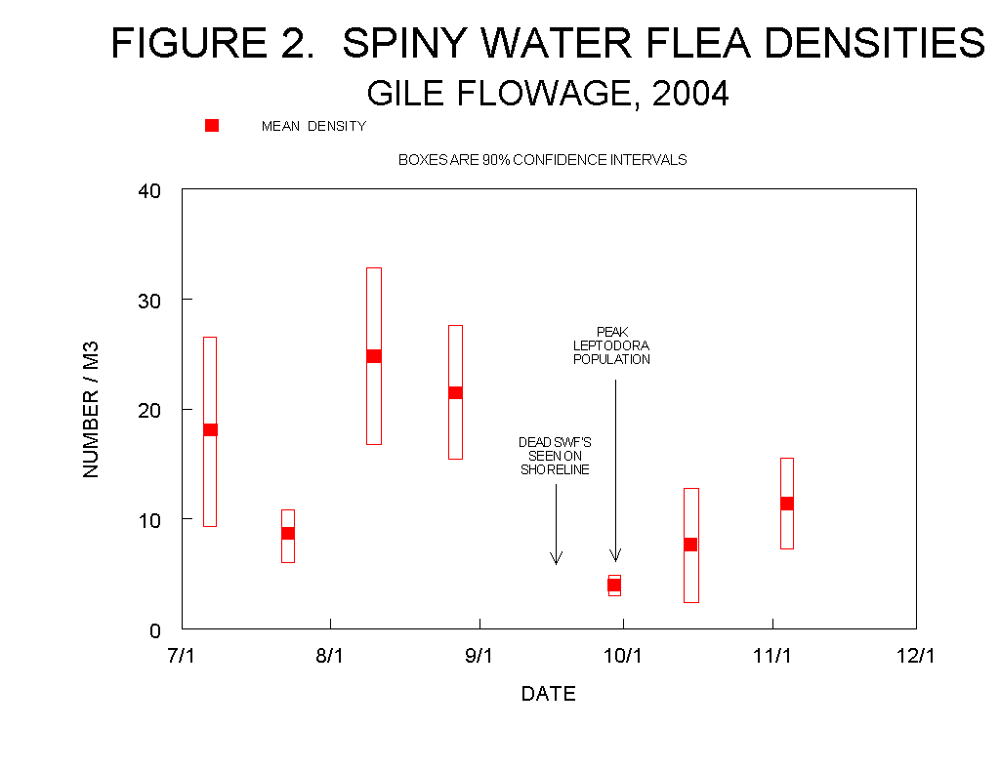 FIGURE 2. SPINY WATER FLEA DENSITIES
GILE FLOWAGE, 2004
MEAN DENSITY
BOXES ARE 90% CONFIDENCE INTERVALS
40
30
20
10
0
NUMBER / M3
PEAK
LEPTODORA
POPULATION
DEAD SWF'S
SEEN ON
SHORELINE
7/1
8/1
9/1
10/1
11/1
12/1
DATE